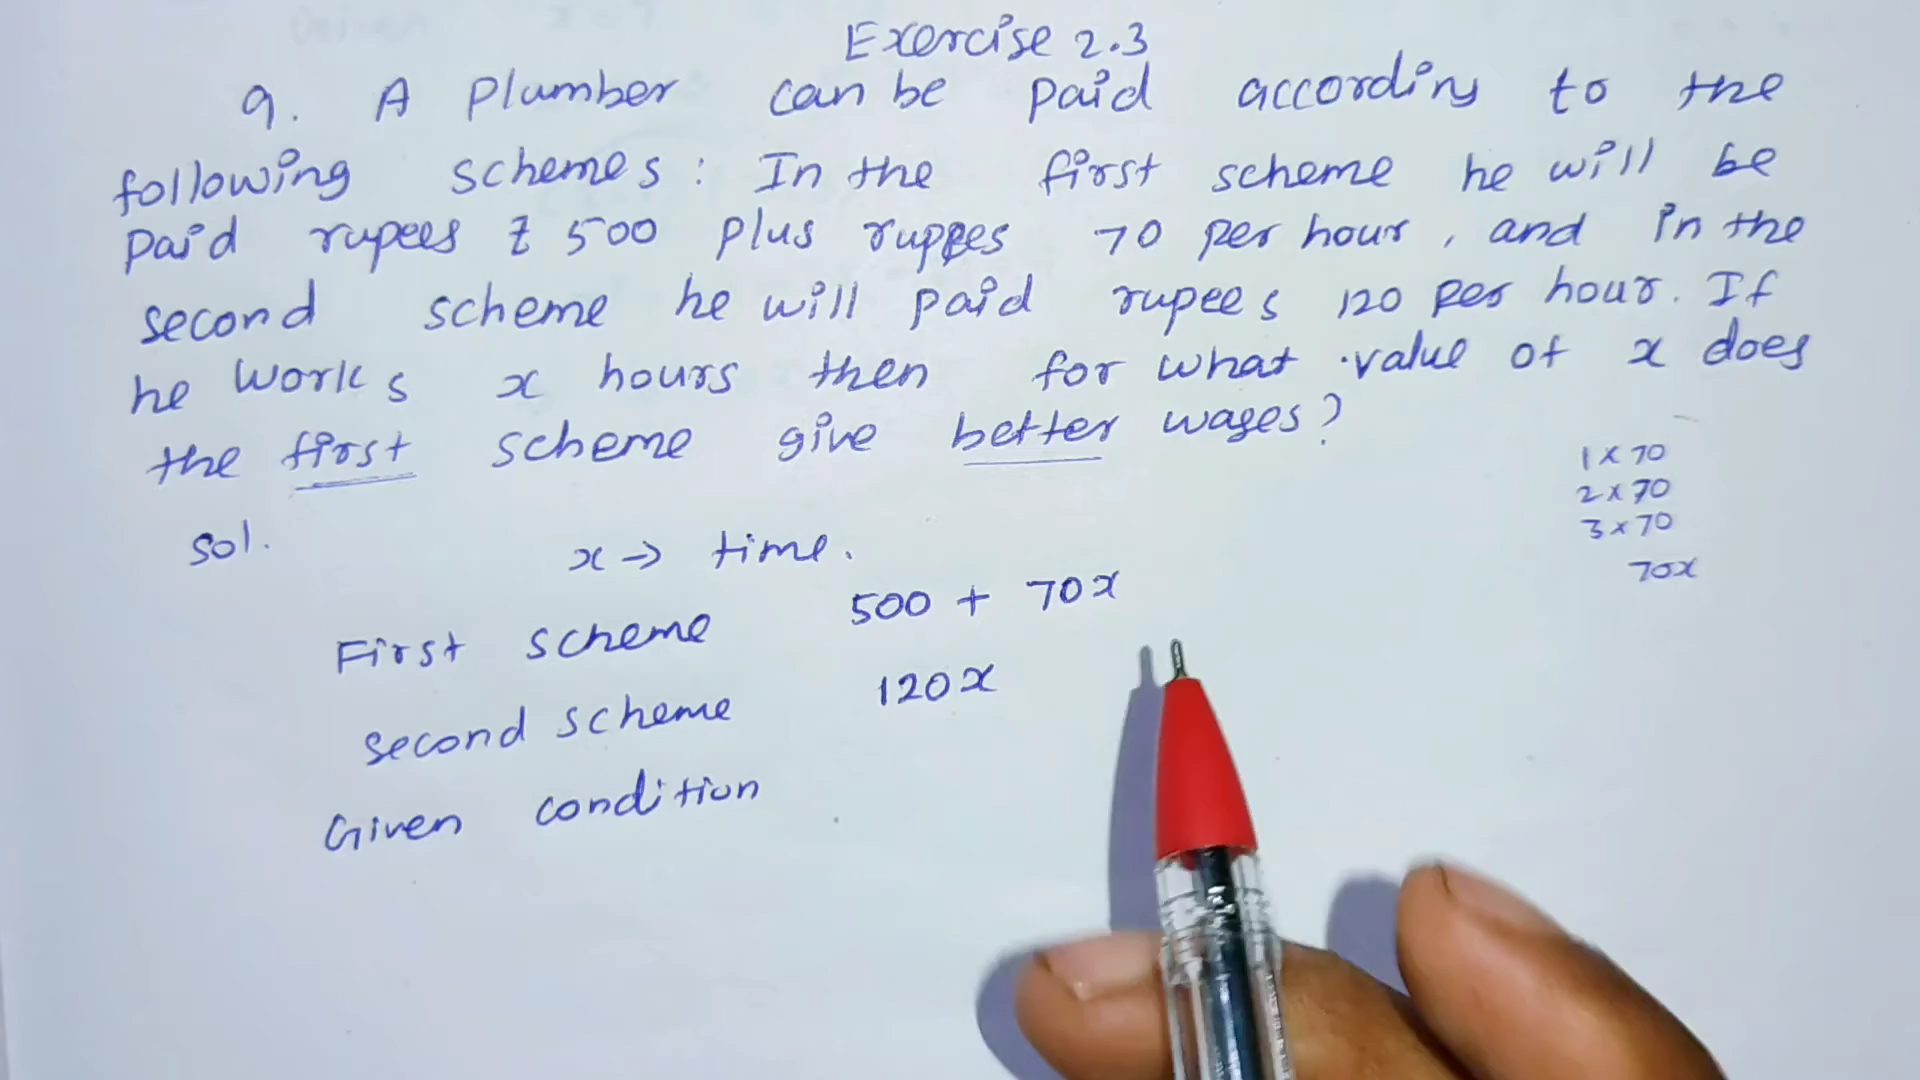 Exercise 2.3
9. A Plumber can be paid according to the
following schemes: In the first scheme he will be
paid rupees ₹ 500 plus rupees 70 per hour, and in the
second scheme he will paid rupees 120 per hour. If
he works x hours then for what value of x does
the first scheme give better wages?
1 x 70
2 x 70
3 x 70
70x
Sol.
x → time.
First scheme 500 + 70x
second scheme 120x
Given condition